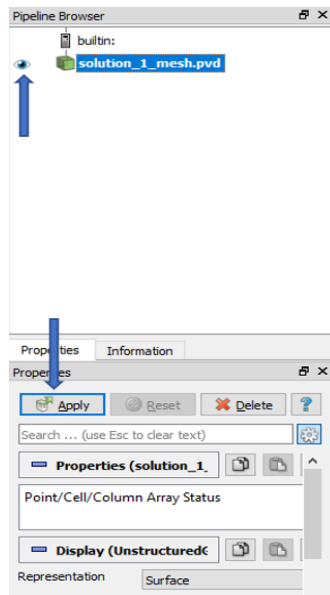 Pipeline Browser
builtin:
solution_1_mesh.pvd
Properties Information
Properties
Apply Reset Delete ?
Search ... (use Esc to clear text)
Properties (solution_1_
Point/Cell/Column Array Status
Display (UnstructuredG
Representation Surface